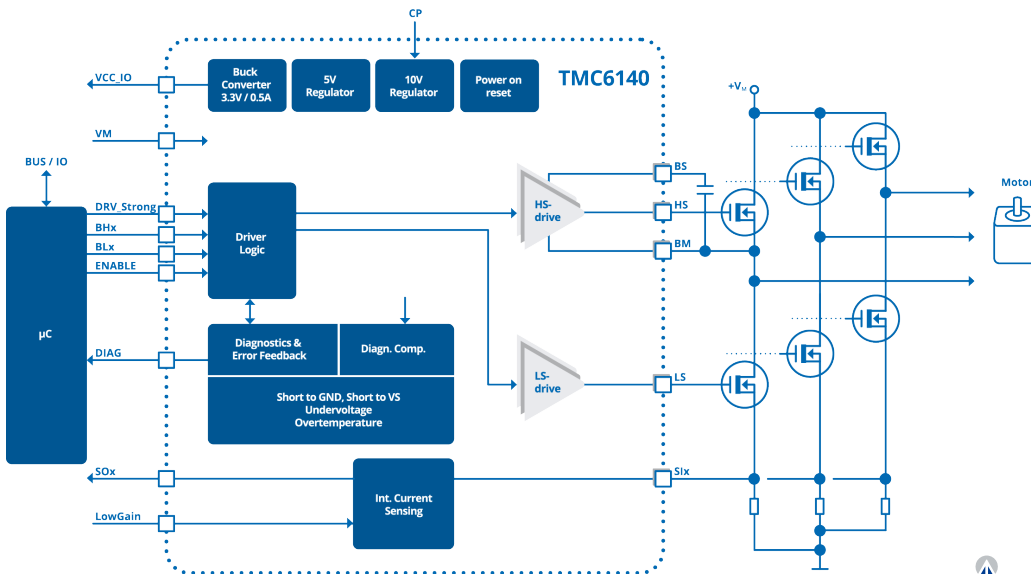 CP
Buck
Converter
3.3V / 0.5A
5V
Regulator
10V
Regulator
Power on
reset
TMC6140
VCC_IO
VM
BUS / IO
DRV_Strong
BHx
BLx
ENABLE
µC
DIAG
SOx
LowGain
Driver
Logic
Diagnostics &
Error Feedback
Diagn. Comp.
Short to GND, Short to VS
Undervoltage
Overtemperature
Int. Current
Sensing
HS-
drive
LS-
drive
BS
HS
BM
LS
SIx
+VM
Motor